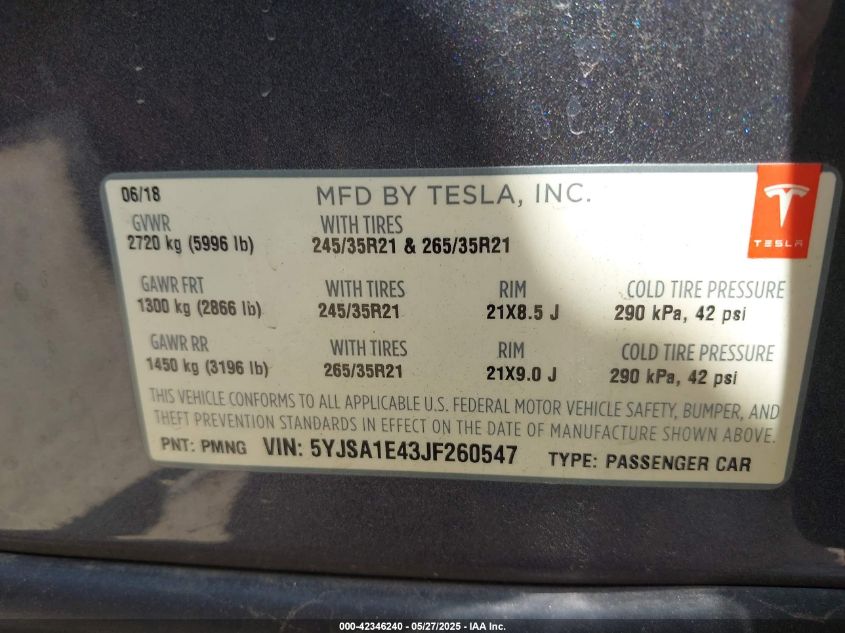 06/18 MFD BY TESLA, INC.
TESLA
GVWR WITH TIRES
2720 kg (5996 lb) 245/35R21 & 265/35R21
GAWR FRT WITH TIRES RIM COLD TIRE PRESSURE
1300 kg (2866 lb) 245/35R21 21X8.5 J 290 kPa, 42 psi
GAWR RR WITH TIRES RIM COLD TIRE PRESSURE
1450 kg (3196 lb) 265/35R21 21X9.0 J 290 kPa, 42 psi
THIS VEHICLE CONFORMS TO ALL APPLICABLE U.S. FEDERAL MOTOR VEHICLE SAFETY, BUMPER, AND
THEFT PREVENTION STANDARDS IN EFFECT ON THE DATE OF MANUFACTURE SHOWN ABOVE.
PNT: PMNG VIN: 5YJSA1E43JF260547 TYPE: PASSENGER CAR
000-42346240 - 05/27/2025 - IAA Inc.